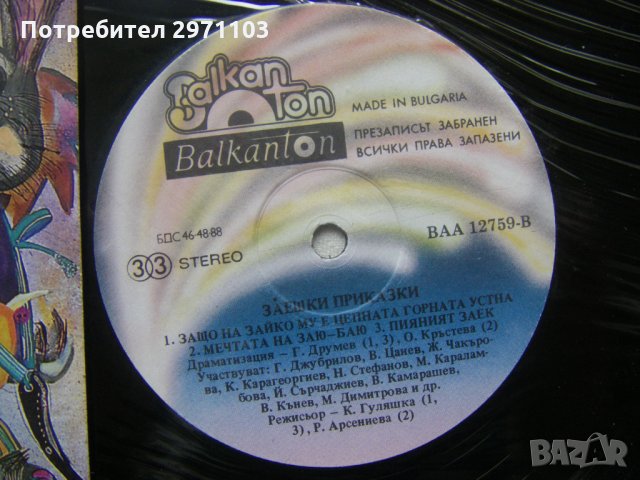 Потребител 2971103
Balkan
ton
Balkanton
MADE IN BULGARIA
ПРЕЗАПИСЪТ ЗАБРАНЕН
ВСИЧКИ ПРАВА ЗАПАЗЕНИ
БДС 46-48-88
33 STEREO
ВАА 12759-В
ЗАЕШКИ ПРИКАЗКИ
1. ЗАЩО НА ЗАЙКО МУ Е ЦЕПНАТА ГОРНАТА УСТНА
2. МЕЧТАТА НА ЗАЮ-БАЮ 3. ПИЯНИЯТ ЗАЕК
Драматизация – Г. Друмев (1, 3), О. Кръстева (2)
Участвуват: Г. Джубрилов, В. Цанев, Ж. Чакъро-
ва, К. Карагеоргиев, Н. Стефанов, М. Каралам-
бова, Й. Сърчаджиев, В. Камарашев,
В. Кънев, М. Димитрова и др.
Режисьор – К. Гуляшка (1,
3), Р. Арсениева (2)
BAZAR